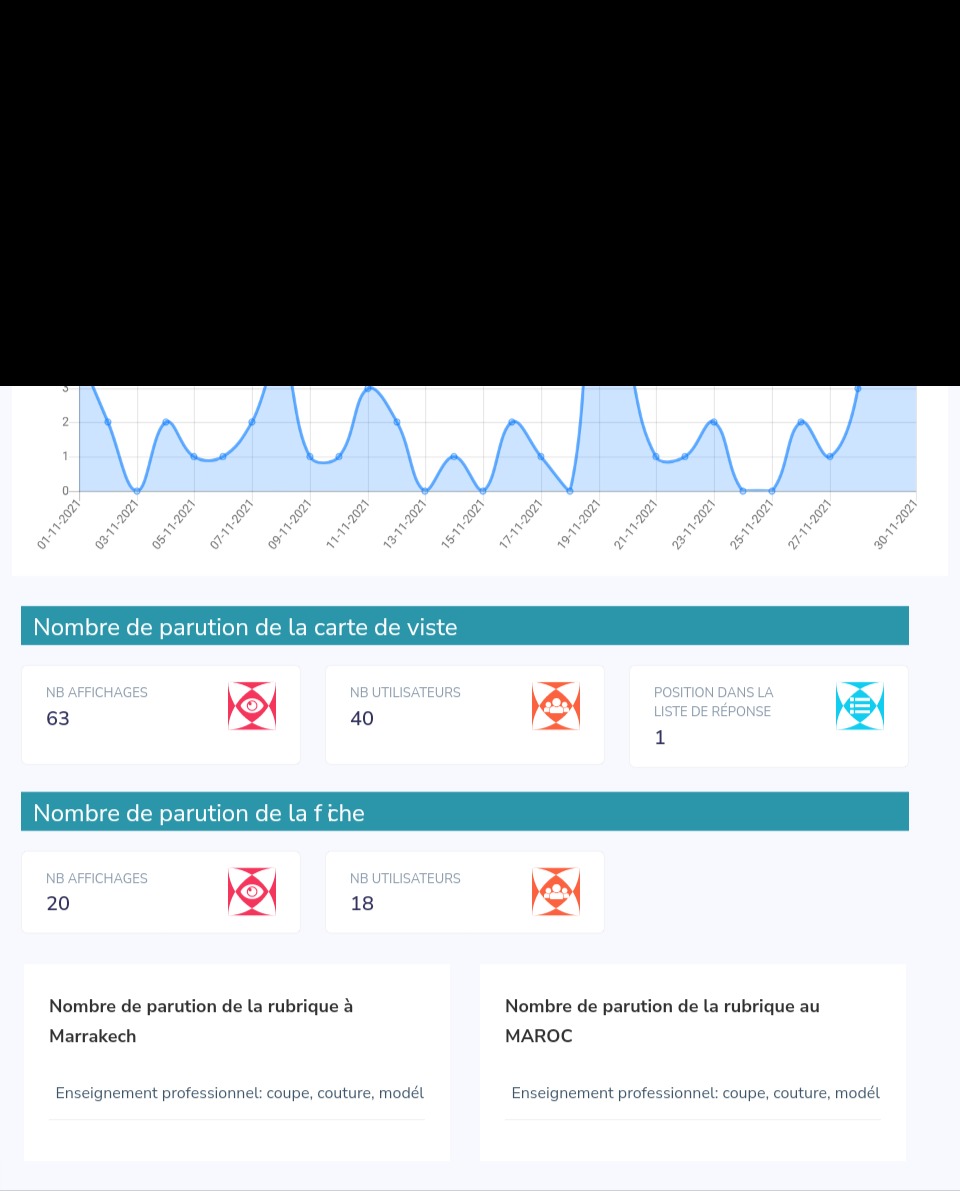 3
2
1
0
01-11-2021 03-11-2021 05-11-2021 07-11-2021 09-11-2021 11-11-2021 13-11-2021 15-11-2021 17-11-2021 19-11-2021 21-11-2021 23-11-2021 25-11-2021 27-11-2021 30-11-2021
Nombre de parution de la carte de viste
NB AFFICHAGES
63
NB UTILISATEURS
40
POSITION DANS LA
LISTE DE RÉPONSE
1
Nombre de parution de la fiche
NB AFFICHAGES
20
NB UTILISATEURS
18
Nombre de parution de la rubrique à
Marrakech
Enseignement professionnel: coupe, couture, modél
Nombre de parution de la rubrique au
MAROC
Enseignement professionnel: coupe, couture, modél